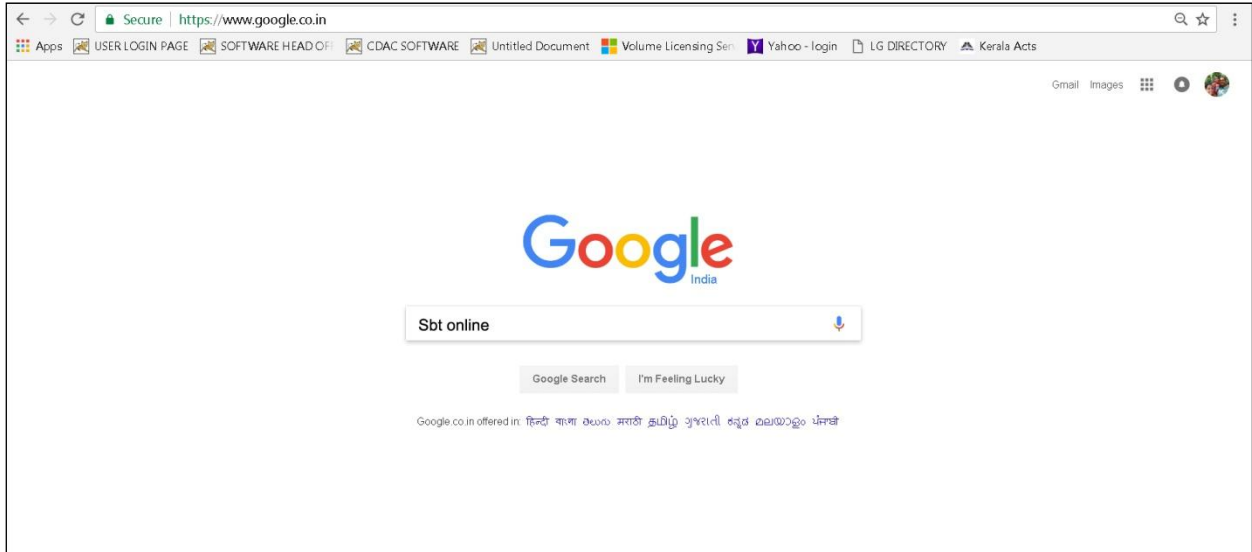 Secure | https://www.google.co.in
Apps USER LOGIN PAGE SOFTWARE HEAD OF CDAC SOFTWARE Untitled Document Volume Licensing Ser Yahoo - login LG DIRECTORY Kerala Acts
Gmail Images
Google
India
Sbt online
Google Search I'm Feeling Lucky
Google.co.in offered in: हिन्दी বাংলা తెలుగు मराठी தமிழ் ગુજરાતી ಕನ್ನಡ മലയാളം ਪੰਜਾਬੀ